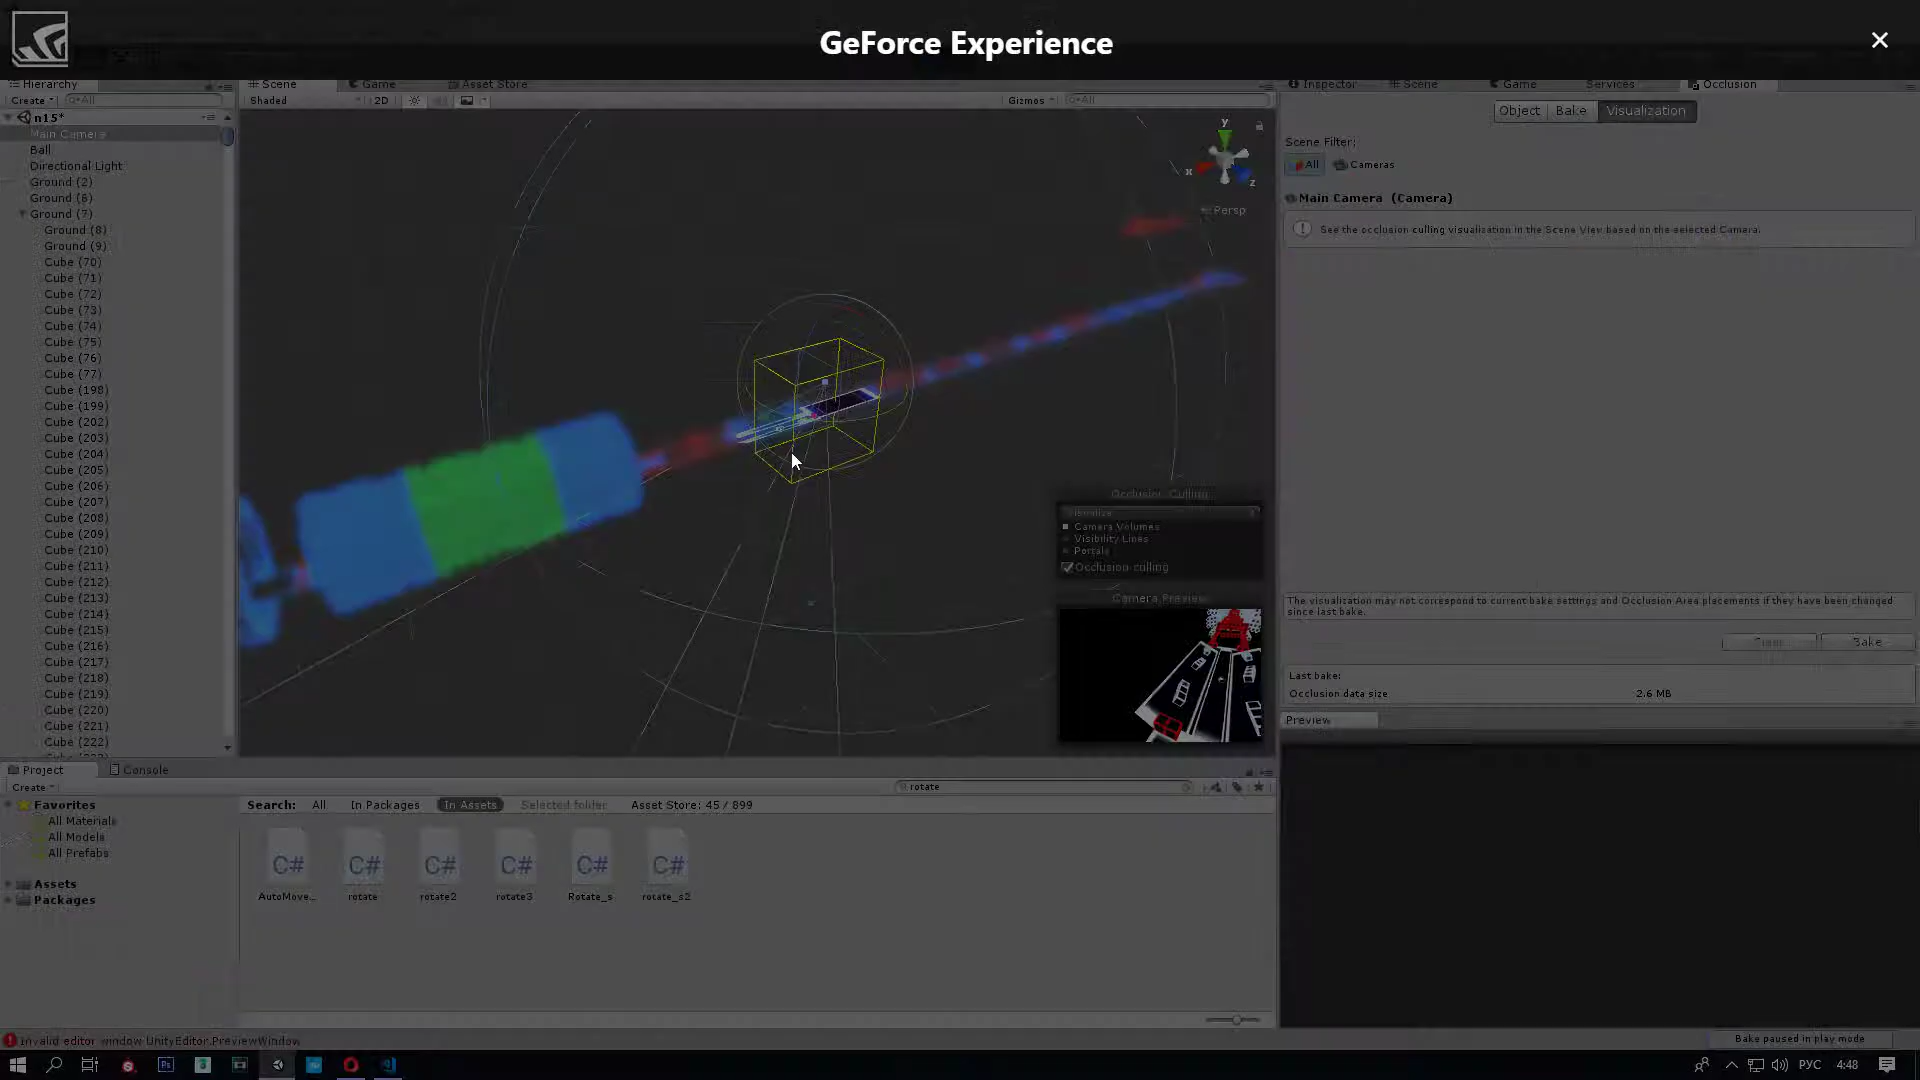 GeForce Experience
Hierarchy
Create
All
n15*
Main Camera
Ball
Directional Light
Ground (2)
Ground (6)
Ground (7)
Ground (8)
Ground (9)
Cube (70)
Cube (71)
Cube (72)
Cube (73)
Cube (74)
Cube (75)
Cube (76)
Cube (77)
Cube (198)
Cube (199)
Cube (202)
Cube (203)
Cube (204)
Cube (205)
Cube (206)
Cube (207)
Cube (208)
Cube (209)
Cube (210)
Cube (211)
Cube (212)
Cube (213)
Cube (214)
Cube (215)
Cube (216)
Cube (217)
Cube (218)
Cube (219)
Cube (220)
Cube (221)
Cube (222)
Scene Game Asset Store
Shaded 2D Gizmos All
y
x
z
Persp
Occlusion Culling
Visualize
Camera Volumes
Visibility Lines
Portals
Occlusion culling
Camera Preview
Inspector Scene Game Services Occlusion
Object Bake Visualization
Scene Filter:
All Cameras
Main Camera (Camera)
See the occlusion culling visualization in the Scene View based on the selected Camera.
The visualization may not correspond to current bake settings and Occlusion Area placements if they have been changed
since last bake.
Bake
Last bake:
Occlusion data size 2.6 MB
Preview
Project Console
Create
rotate
Favorites
All Materials
All Models
All Prefabs
Assets
Packages
Search: All In Packages In Assets Selected folder Asset Store: 45 / 899
C# C# C# C# C# C#
AutoMove... rotate rotate2 rotate3 Rotate_s rotate_s2
Invalid editor window UnityEditor.PreviewWindow
Bake paused in play mode
Ps
РУС 4:48